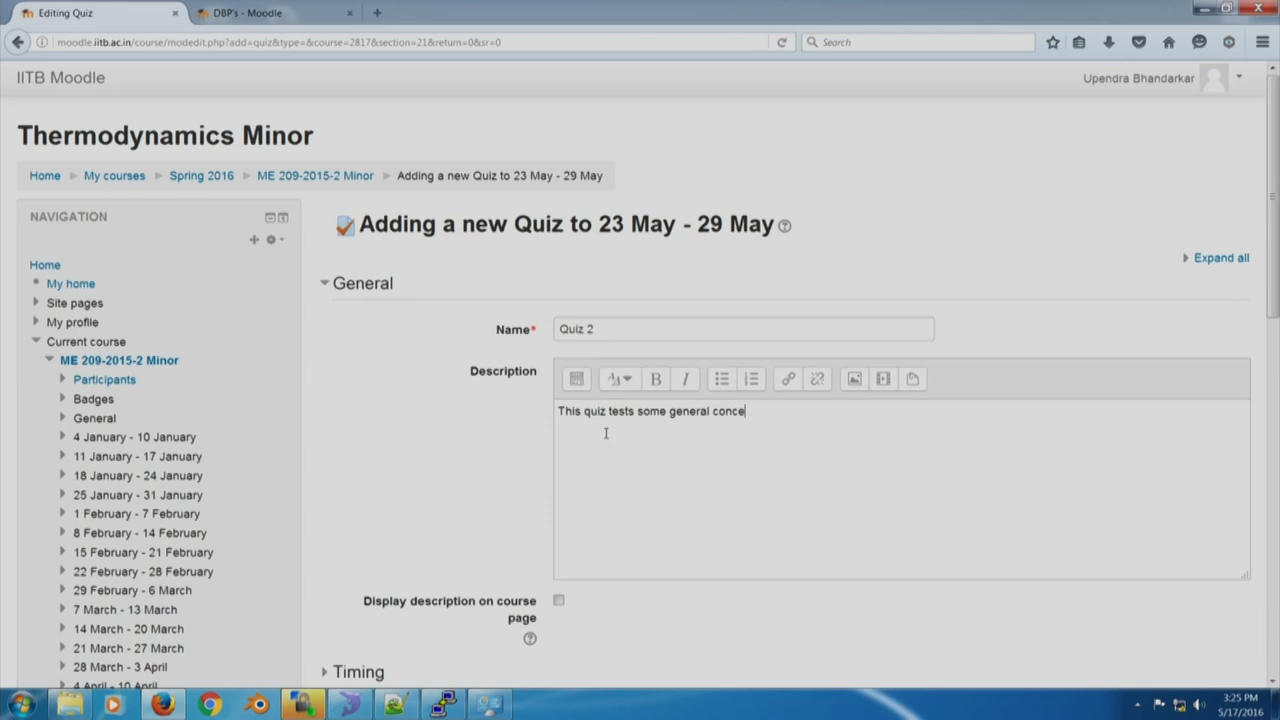 Editing Quiz
DBP's - Moodle
moodle.iitb.ac.in/course/modedit.php?add=quiz&type=&course=2817&section=21&return=0&sr=0
Search
IITB Moodle
Upendra Bhandarkar
Thermodynamics Minor
Home My courses Spring 2016 ME 209-2015-2 Minor Adding a new Quiz to 23 May - 29 May
NAVIGATION
Home
My home
Site pages
My profile
Current course
ME 209-2015-2 Minor
Participants
Badges
General
4 January - 10 January
11 January - 17 January
18 January - 24 January
25 January - 31 January
1 February - 7 February
8 February - 14 February
15 February - 21 February
22 February - 28 February
29 February - 6 March
7 March - 13 March
14 March - 20 March
21 March - 27 March
28 March - 3 April
4 April - 10 April
Adding a new Quiz to 23 May - 29 May
Expand all
General
Name*
Quiz 2
Description
This quiz tests some general conce
Display description on course
page
Timing
3:25 PM
5/17/2016